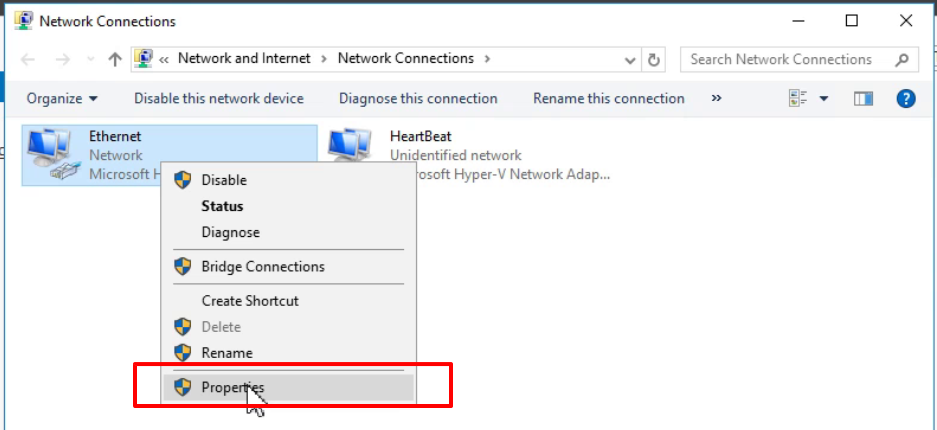 Network Connections
« Network and Internet > Network Connections >
Search Network Connections
Organize Disable this network device Diagnose this connection Rename this connection »
Ethernet
Network
Microsoft H
HeartBeat
Unidentified network
rosoft Hyper-V Network Adap...
Disable
Status
Diagnose
Bridge Connections
Create Shortcut
Delete
Rename
Properties